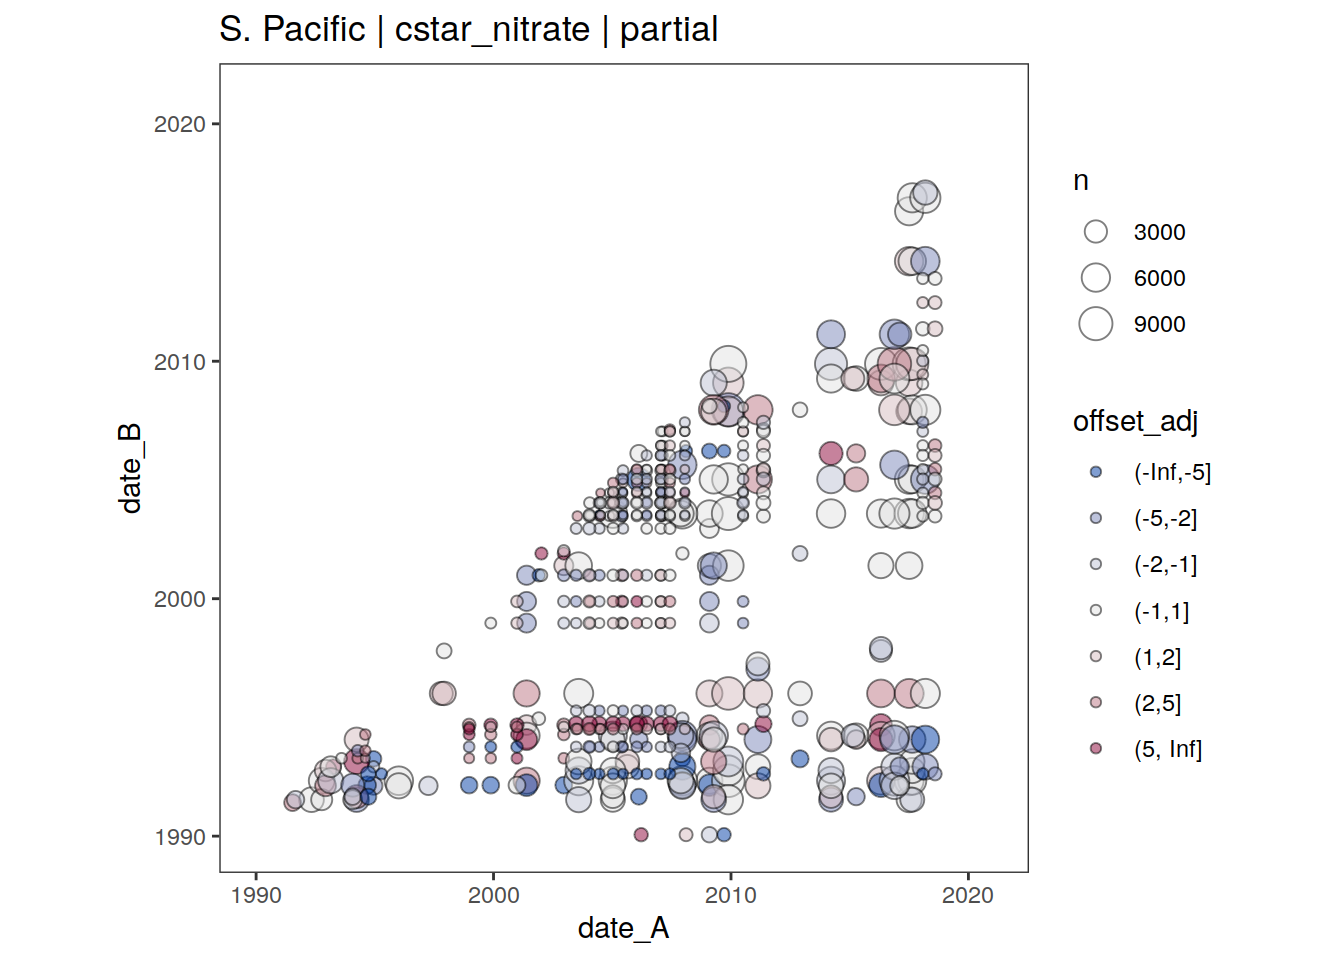 S. Pacific | cstar_nitrate | partial
date_B
2020
2010
2000
1990
1990
2000
2010
2020
date_A
n
3000
6000
9000
offset_adj
(-Inf,-5]
(-5,-2]
(-2,-1]
(-1,1]
(1,2]
(2,5]
(5, Inf]